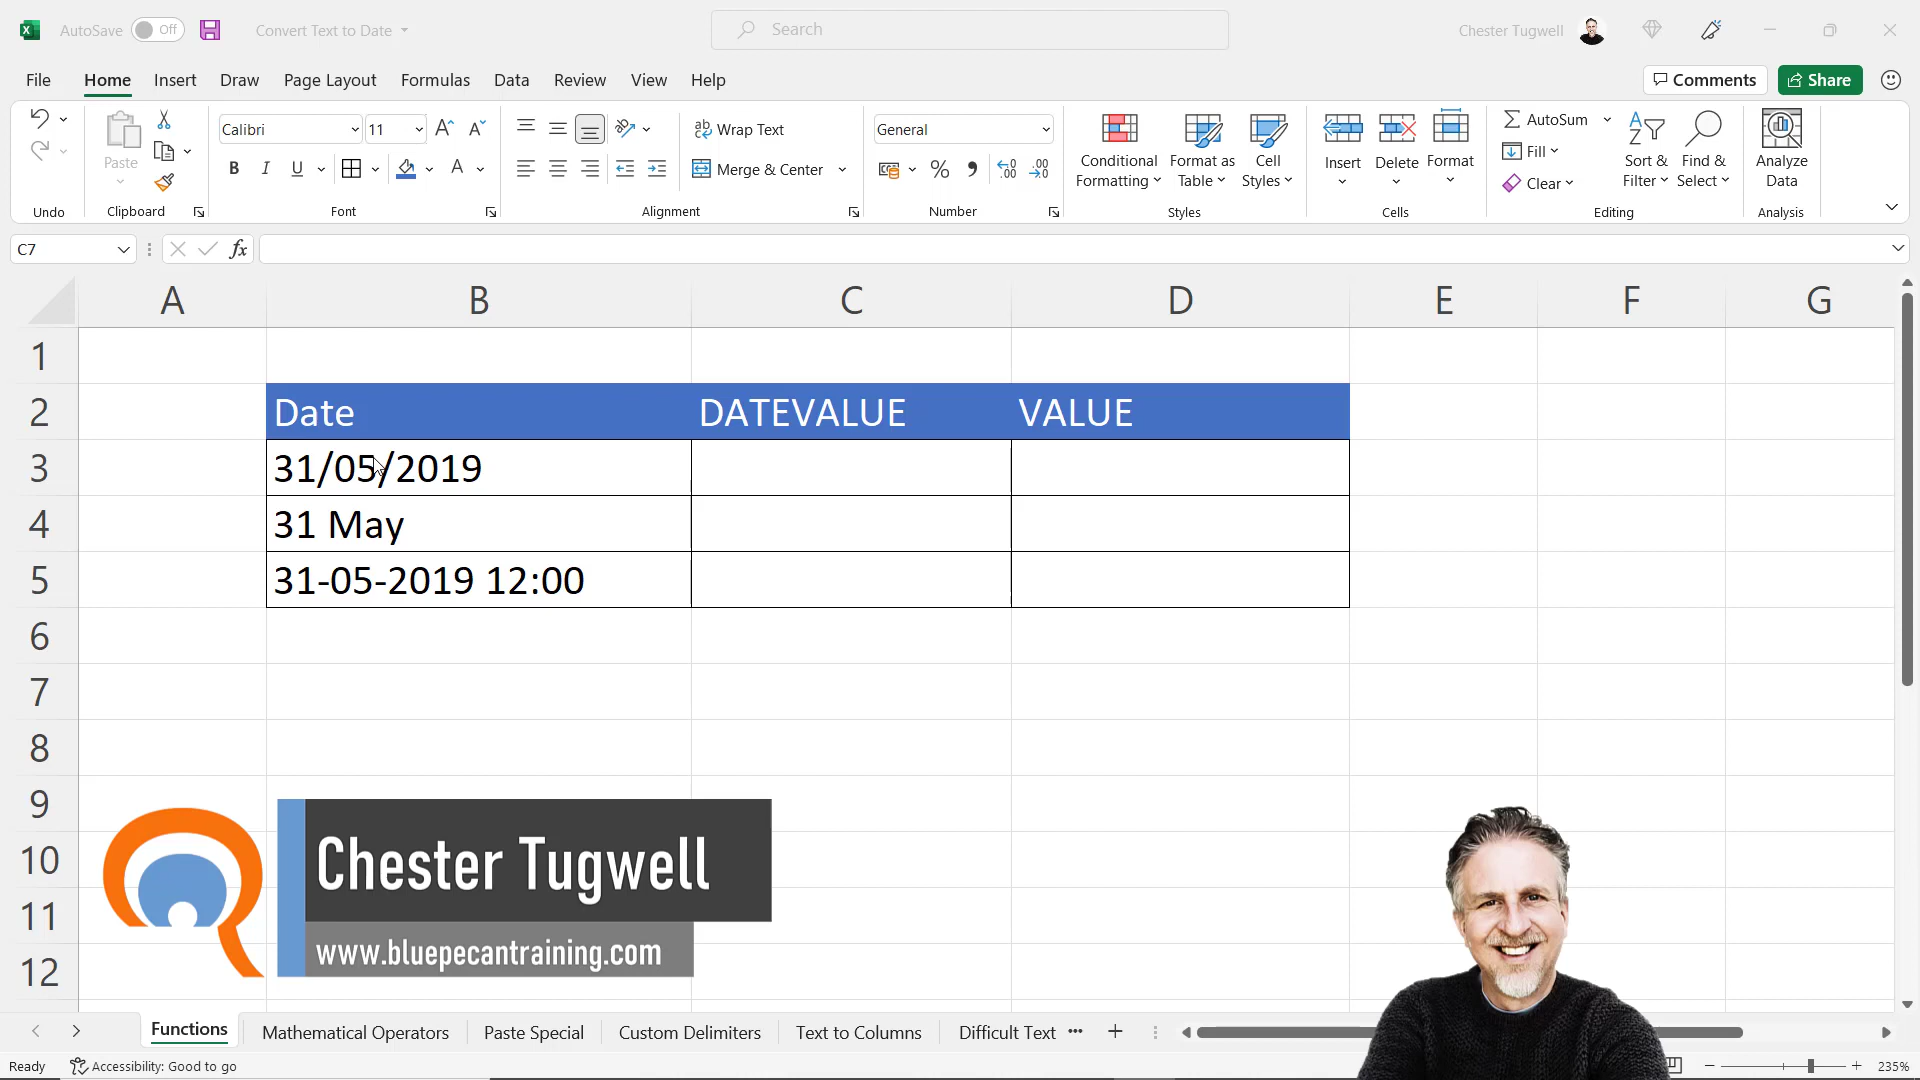 AutoSave Off Convert Text to Date Search Chester Tugwell
File Home Insert Draw Page Layout Formulas Data Review View Help Comments Share
Calibri 11 Wrap Text General AutoSum
Paste Conditional Format as Cell Insert Delete Format Fill Sort & Find & Analyze
B I U A Merge & Center % Formatting Table Styles Clear Filter Select Data
Undo Clipboard Font Alignment Number Styles Cells Editing Analysis
C7 fx
A B C D E F G
1
2 Date DATEVALUE VALUE
3 31/05/2019
4 31 May
5 31-05-2019 12:00
6
7
8
9
10 Chester Tugwell
11
12 www.bluepecantraining.com
Functions Mathematical Operators Paste Special Custom Delimiters Text to Columns Difficult Text ...
Ready Accessibility: Good to go 235%